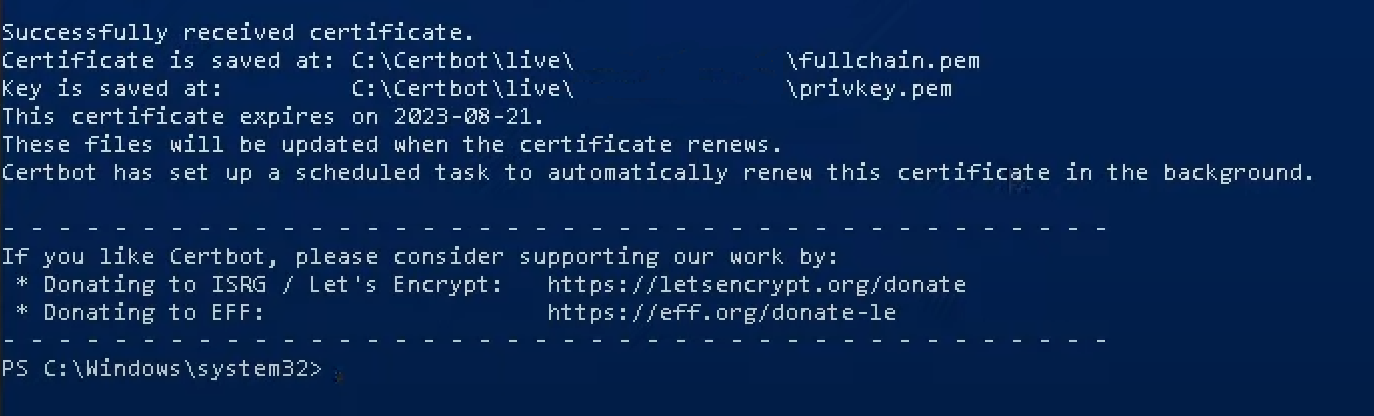 Successfully received certificate.
Certificate is saved at: C:\Certbot\live\                \fullchain.pem
Key is saved at:         C:\Certbot\live\                \privkey.pem
This certificate expires on 2023-08-21.
These files will be updated when the certificate renews.
Certbot has set up a scheduled task to automatically renew this certificate in the background.
- - - - - - - - - - - - - - - - - - - - - - - - - - - - - - - - - - - - - - - -
If you like Certbot, please consider supporting our work by:
 * Donating to ISRG / Let's Encrypt:   https://letsencrypt.org/donate
 * Donating to EFF:                    https://eff.org/donate-le
- - - - - - - - - - - - - - - - - - - - - - - - - - - - - - - - - - - - - - - -
PS C:\Windows\system32>